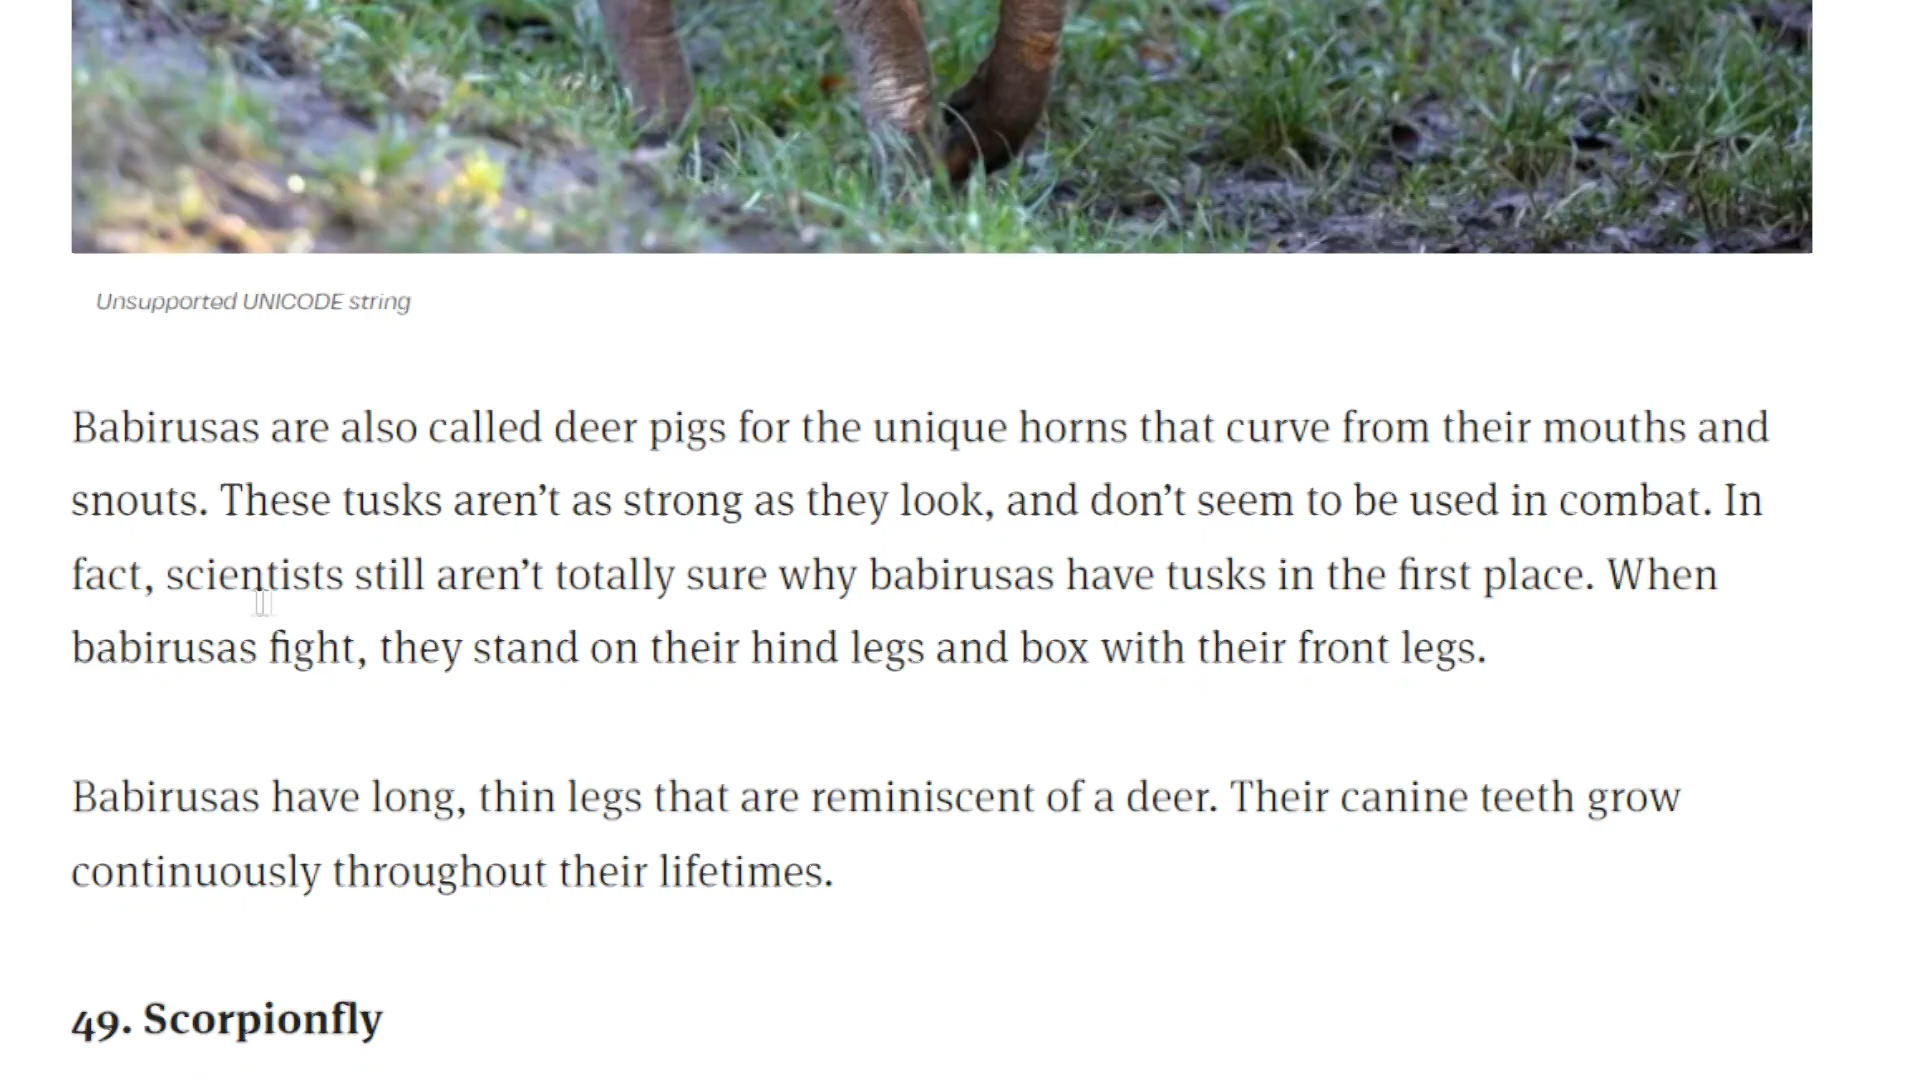 Unsupported UNICODE string
Babirusas are also called deer pigs for the unique horns that curve from their mouths and
snouts. These tusks aren’t as strong as they look, and don’t seem to be used in combat. In
fact, scientists still aren’t totally sure why babirusas have tusks in the first place. When
babirusas fight, they stand on their hind legs and box with their front legs.
Babirusas have long, thin legs that are reminiscent of a deer. Their canine teeth grow
continuously throughout their lifetimes.
49. Scorpionfly